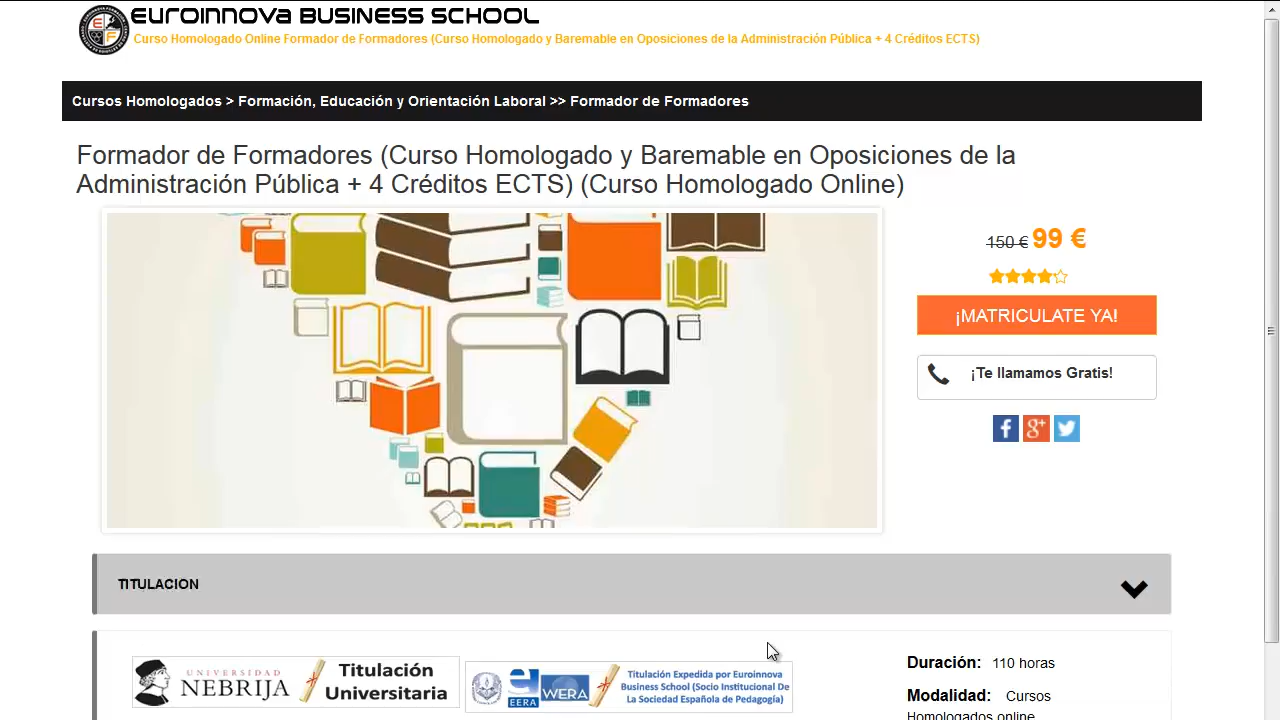 EUROINNOVA BUSINESS SCHOOL
Curso Homologado Online Formador de Formadores (Curso Homologado y Baremable en Oposiciones de la Administración Pública + 4 Créditos ECTS)
Cursos Homologados > Formación, Educación y Orientación Laboral >> Formador de Formadores
Formador de Formadores (Curso Homologado y Baremable en Oposiciones de la
Administración Pública + 4 Créditos ECTS) (Curso Homologado Online)
150 € 99 €
¡MATRICULATE YA!
¡Te llamamos Gratis!
TITULACION
UNIVERSIDAD
NEBRIJA
Titulación
Universitaria
EERA
WERA
Titulación Expedida por Euroinnova
Business School (Socio Institucional De
La Sociedad Española de Pedagogía)
Duración: 110 horas
Modalidad: Cursos
Homologados online